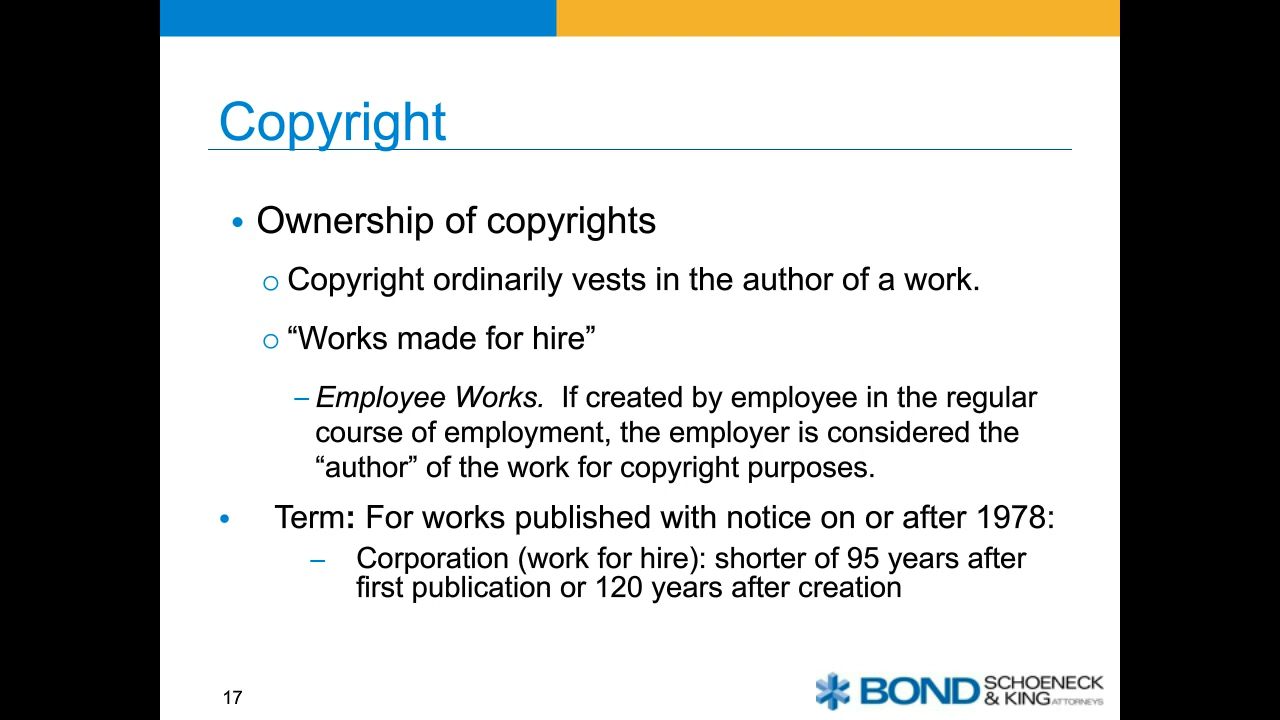 Copyright
• Ownership of copyrights
○ Copyright ordinarily vests in the author of a work.
○ “Works made for hire”
– Employee Works.  If created by employee in the regular
course of employment, the employer is considered the
“author” of the work for copyright purposes.
• Term: For works published with notice on or after 1978:
– Corporation (work for hire): shorter of 95 years after
first publication or 120 years after creation
17
BOND SCHOENECK
& KING ATTORNEYS